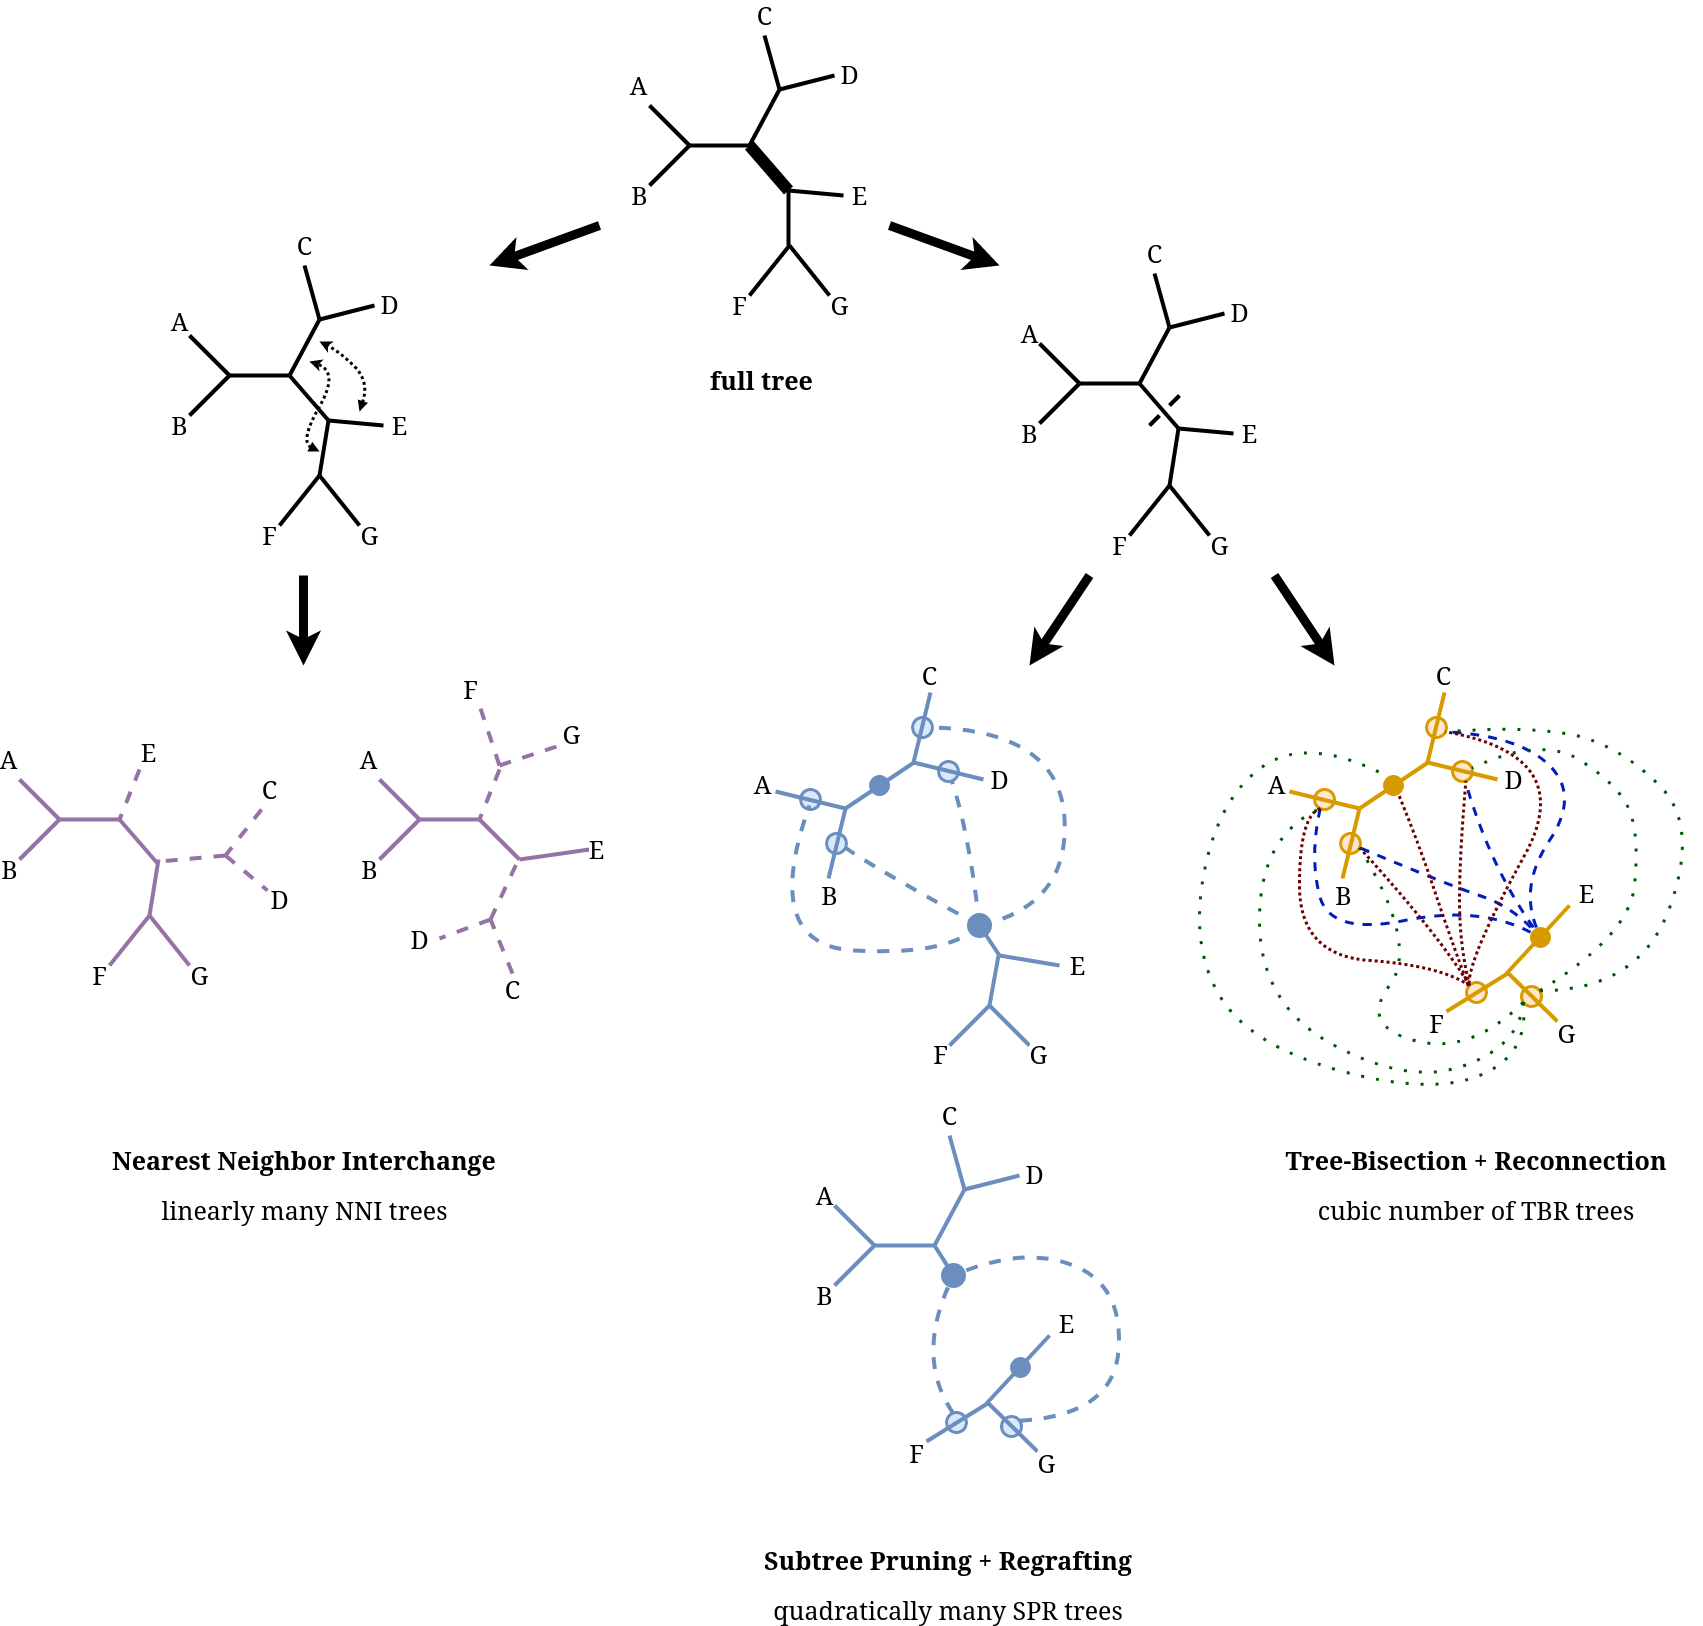 C
D
A
B
E
F
G
full tree
C
D
A
B
E
F
G
C
D
A
B
E
F
G
F
G
E
A
C
B
D
F
G
A
B
E
D
C
C
D
A
B
E
F
G
C
D
A
B
E
F
G
C
D
A
B
E
F
G
Nearest Neighbor Interchange
linearly many NNI trees
Tree-Bisection + Reconnection
cubic number of TBR trees
Subtree Pruning + Regrafting
quadratically many SPR trees